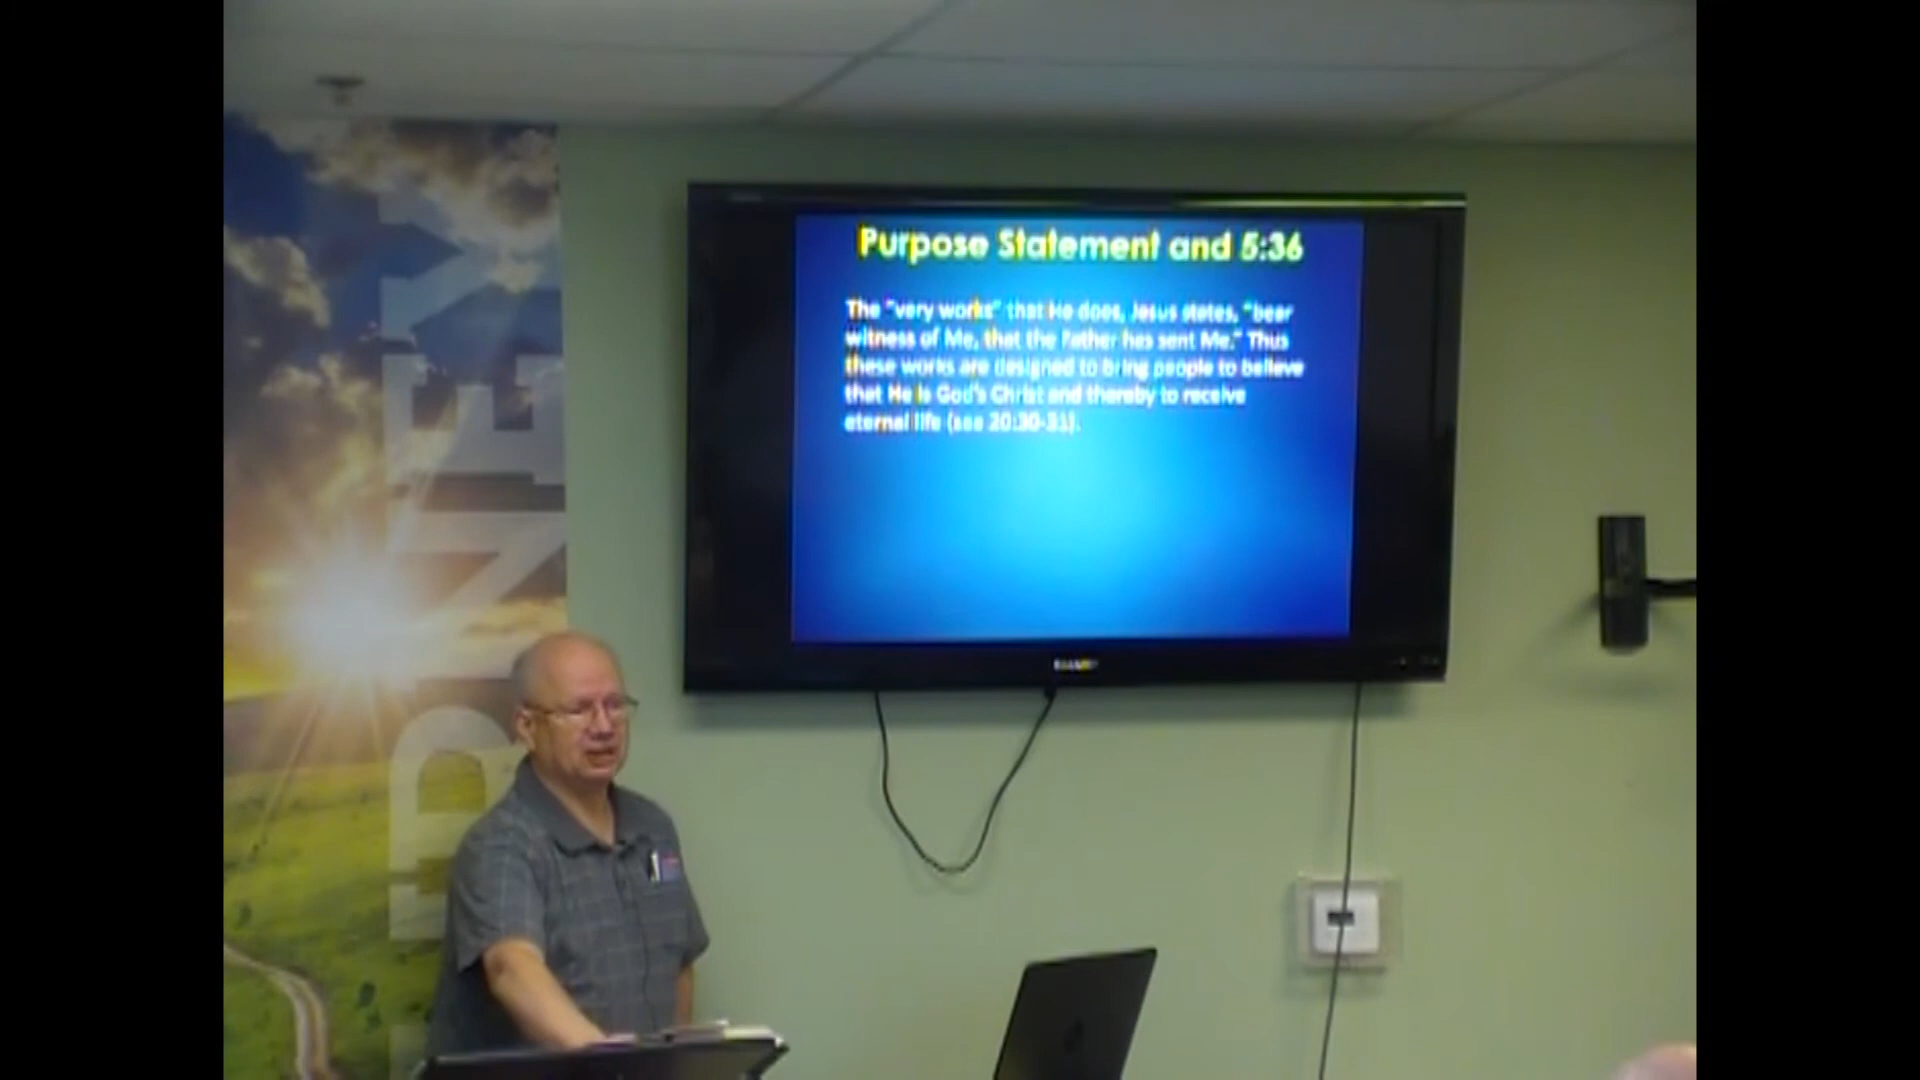 Purpose Statement and 5:36
The "very works" that He does, Jesus states, "bear
witness of Me, that the Father has sent Me." Thus
these works are designed to bring people to believe
that He is God's Christ and thereby to receive
eternal life (see 20:30-31).